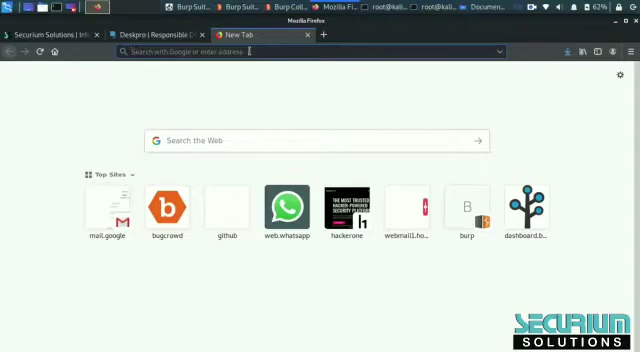 Burp Suit...
Burp Suit...
Burp Coll...
Mozilla Fi...
root@kali...
root@kali...
Documen...
62%
Mozilla Firefox
Securium Solutions | Inf
Deskpro | Responsible D
New Tab
Search with Google or enter address
Search the Web
Top Sites
THE MOST TRUSTED
HACKER-POWERED
SECURITY PLATFORM
h1
B
mail.google
bugcrowd
github
web.whatsapp
hackerone
webmail1.ho...
burp
dashboard.b...
SECURIUM
SOLUTIONS